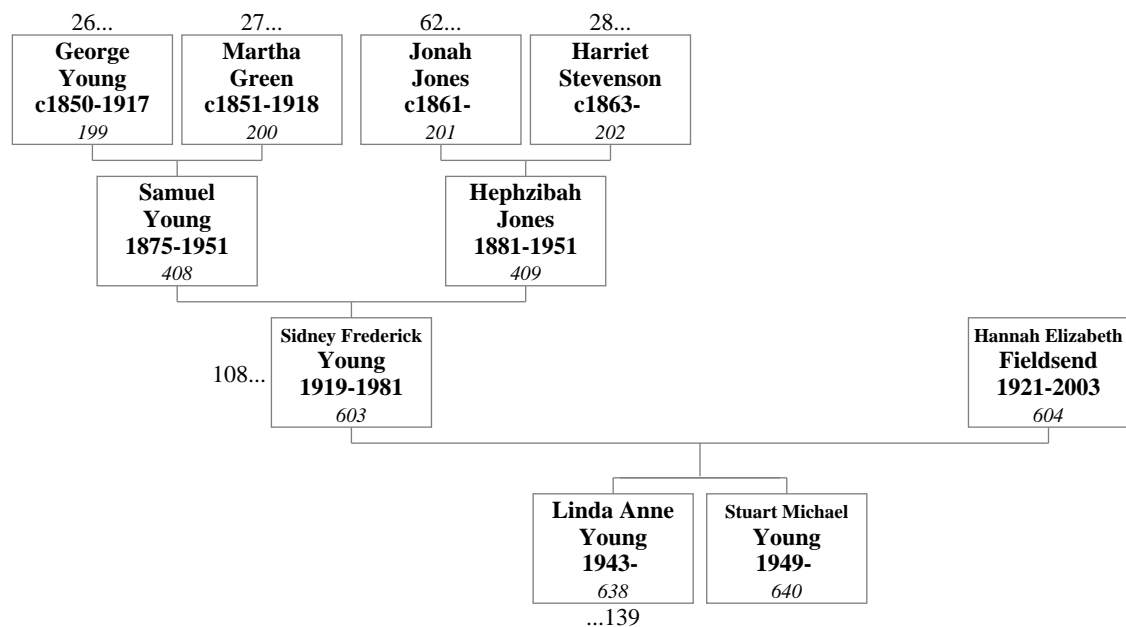 26...
George
Young
c1850-1917
199
27...
Martha
Green
c1851-1918
200
62...
Jonah
Jones
c1861-
201
28...
Harriet
Stevenson
c1863-
202
Samuel
Young
1875-1951
408
Hephzibah
Jones
1881-1951
409
108...
Sidney Frederick
Young
1919-1981
603
Hannah Elizabeth
Fieldsend
1921-2003
604
Linda Anne
Young
1943-
638
...139
Stuart Michael
Young
1949-
640